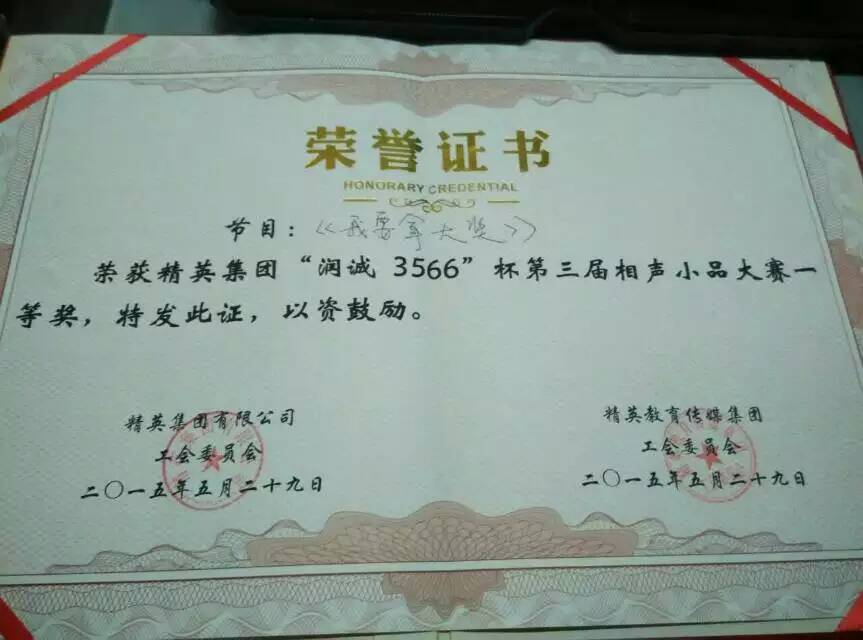 荣誉证书
HONORARY CREDENTIAL
节目：《我要拿大奖》
荣获精英集团“润诚 3566”杯第三届相声小品大赛一
等奖，特发此证，以资鼓励。
精英集团有限公司
工会委员会
二〇一五年五月二十九日
精英教育传媒集团
工会委员会
二〇一五年五月二十九日